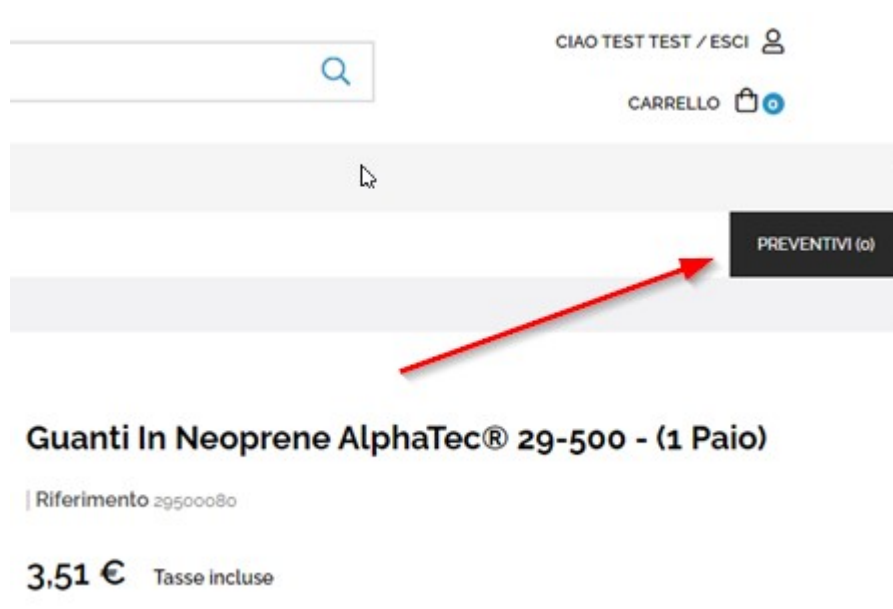 CIAO TEST TEST / ESCI
CARRELLO 0
PREVENTIVI (0)
Guanti In Neoprene AlphaTec® 29-500 - (1 Paio)
| Riferimento 29500080
3,51 € Tasse incluse